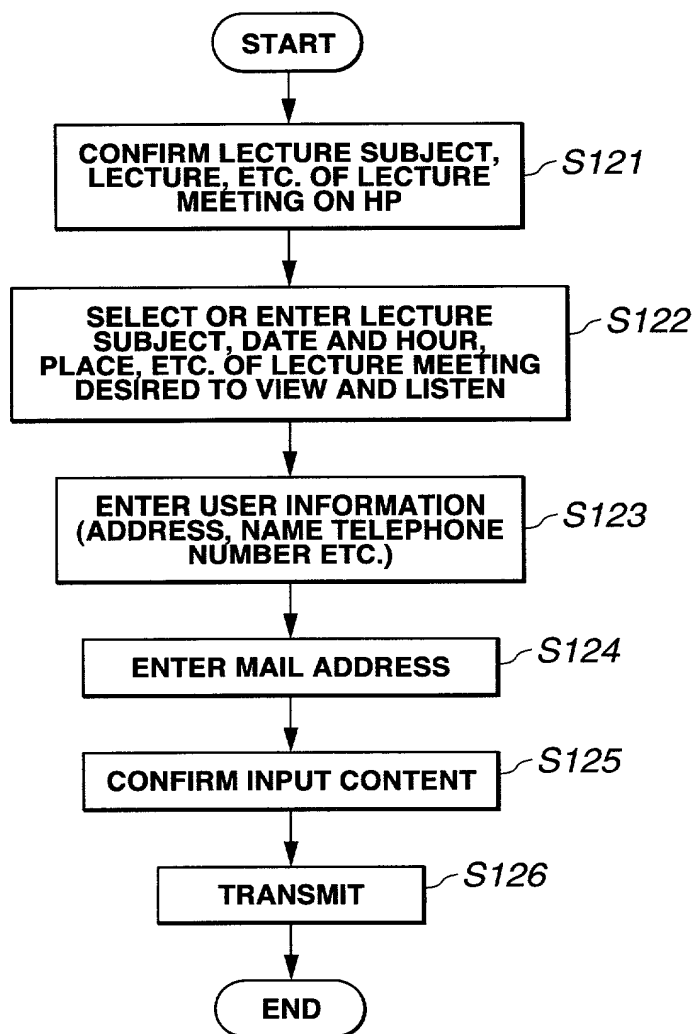 START
CONFIRM LECTURE SUBJECT,
LECTURE, ETC. OF LECTURE
MEETING ON HP
S121
SELECT OR ENTER LECTURE
SUBJECT, DATE AND HOUR,
PLACE, ETC. OF LECTURE MEETING
DESIRED TO VIEW AND LISTEN
S122
ENTER USER INFORMATION
(ADDRESS, NAME TELEPHONE
NUMBER ETC.)
S123
ENTER MAIL ADDRESS
S124
CONFIRM INPUT CONTENT
S125
TRANSMIT
S126
END